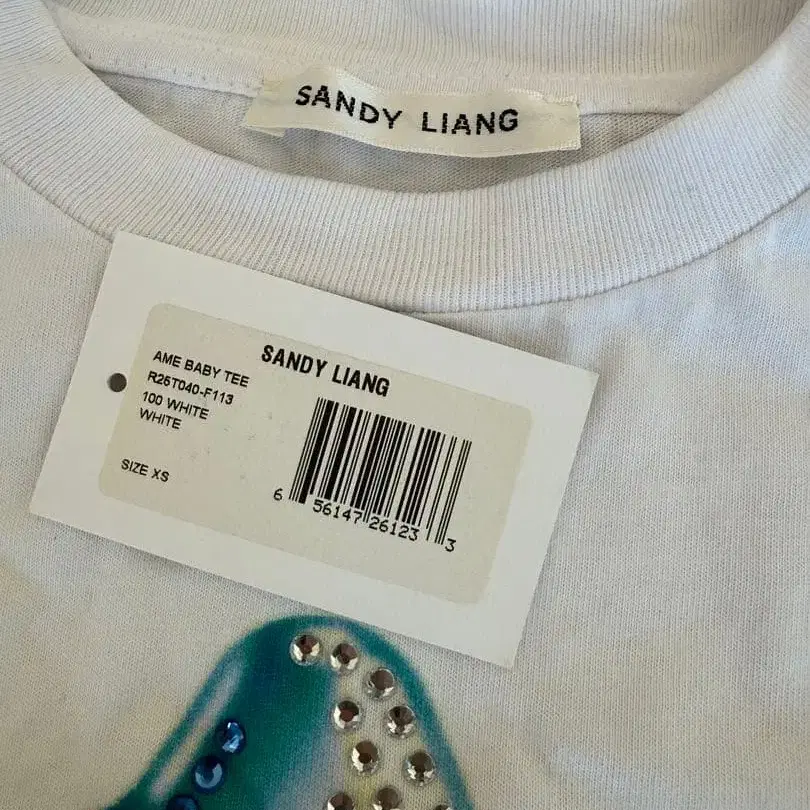 SANDY LIANG
SANDY LIANG
AME BABY TEE
R26T040-F113
100 WHITE
WHITE
SIZE XS
6 56147 26123 3